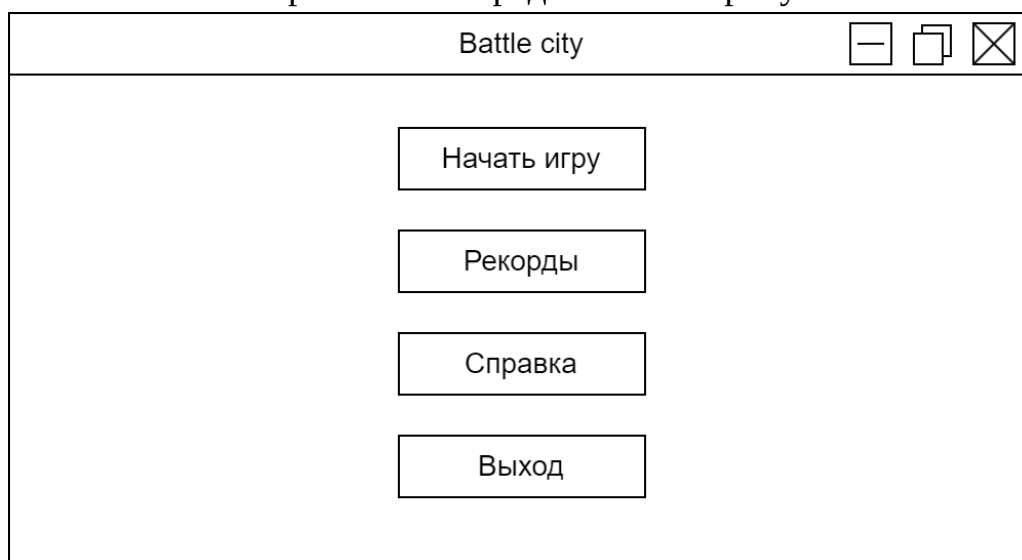 Battle city
Начать игру
Рекорды
Справка
Выход